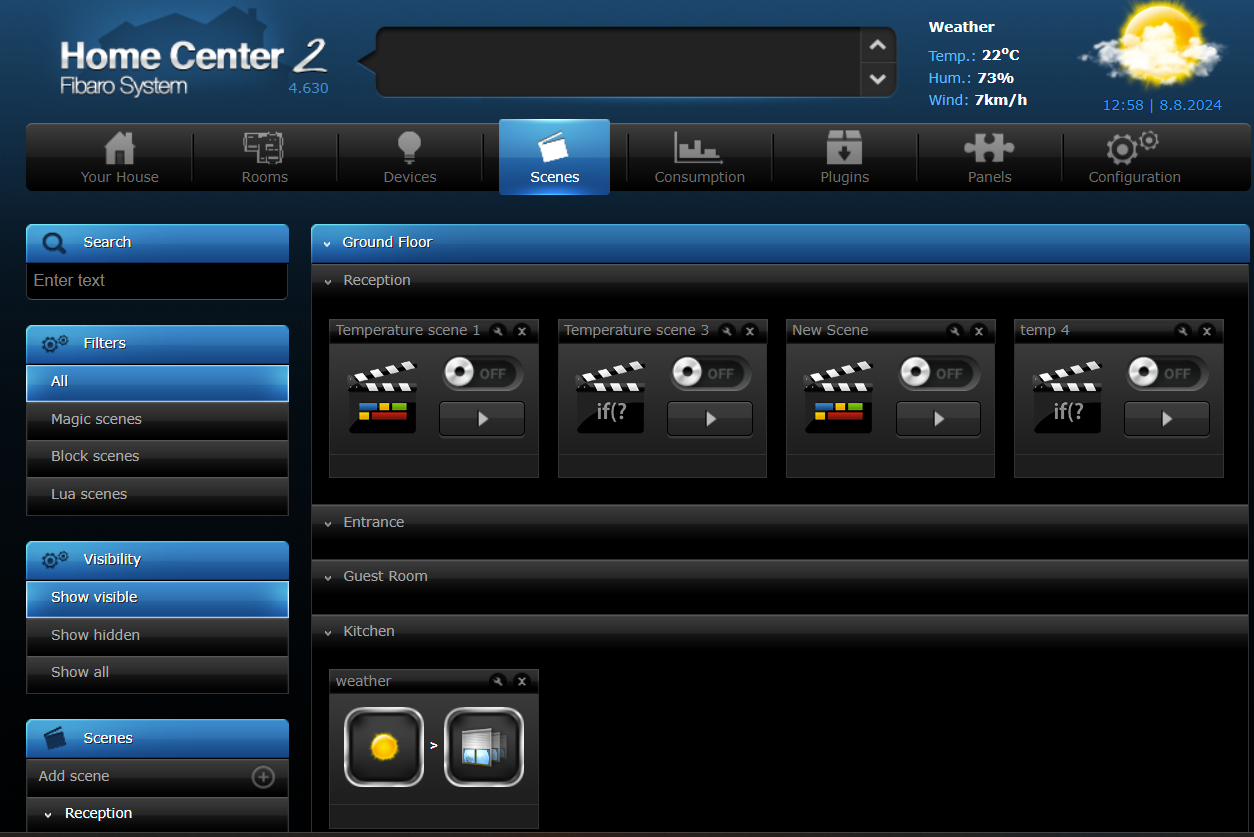 Home Center 2
Fibaro System
4.630
Weather
Temp.: 22°C
Hum.: 73%
Wind: 7km/h
12:58 | 8.8.2024
Your House
Rooms
Devices
Scenes
Consumption
Plugins
Panels
Configuration
Search
Enter text
Filters
All
Magic scenes
Block scenes
Lua scenes
Visibility
Show visible
Show hidden
Show all
Scenes
Add scene
Reception
Ground Floor
Reception
Temperature scene 1
OFF
Temperature scene 3
if(?
OFF
New Scene
OFF
temp 4
if(?
OFF
Entrance
Guest Room
Kitchen
weather
>